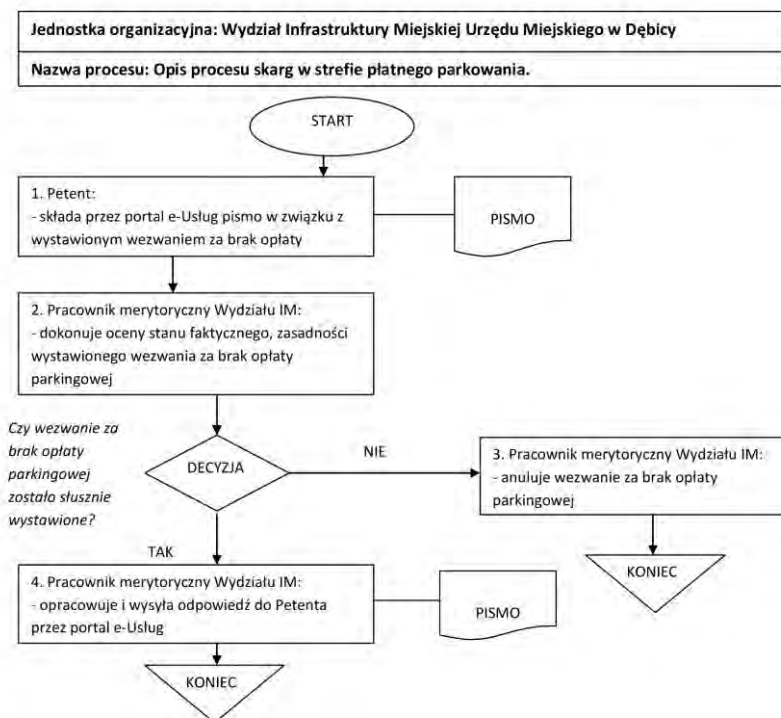 Jednostka organizacyjna: Wydział Infrastruktury Miejskiej Urzędu Miejskiego w Dębicy
Nazwa procesu: Opis procesu skarg w strefie płatnego parkowania.
START
1. Petent:
- składa przez portal e-Usług pismo w związku z
wystawionym wezwaniem za brak opłaty
PISMO
2. Pracownik merytoryczny Wydziału IM:
- dokonuje oceny stanu faktycznego, zasadności
wystawionego wezwania za brak opłaty
parkingowej
Czy wezwanie za
brak opłaty
parkingowej
zostało słusznie
wystawione?
DECYZJA
NIE
3. Pracownik merytoryczny Wydziału IM:
- anuluje wezwanie za brak opłaty
parkingowej
TAK
KONIEC
4. Pracownik merytoryczny Wydziału IM:
- opracowuje i wysyła odpowiedź do Petenta
przez portal e-Usług
PISMO
KONIEC